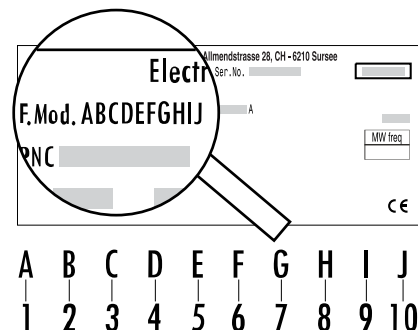 Allmendstrasse 28, CH - 6210 Sursee
Electr Ser.No.
F.Mod. ABCDEFGHIJ
A
PNC
MW freq
CE
A B C D E F G H I J
1 2 3 4 5 6 7 8 9 10